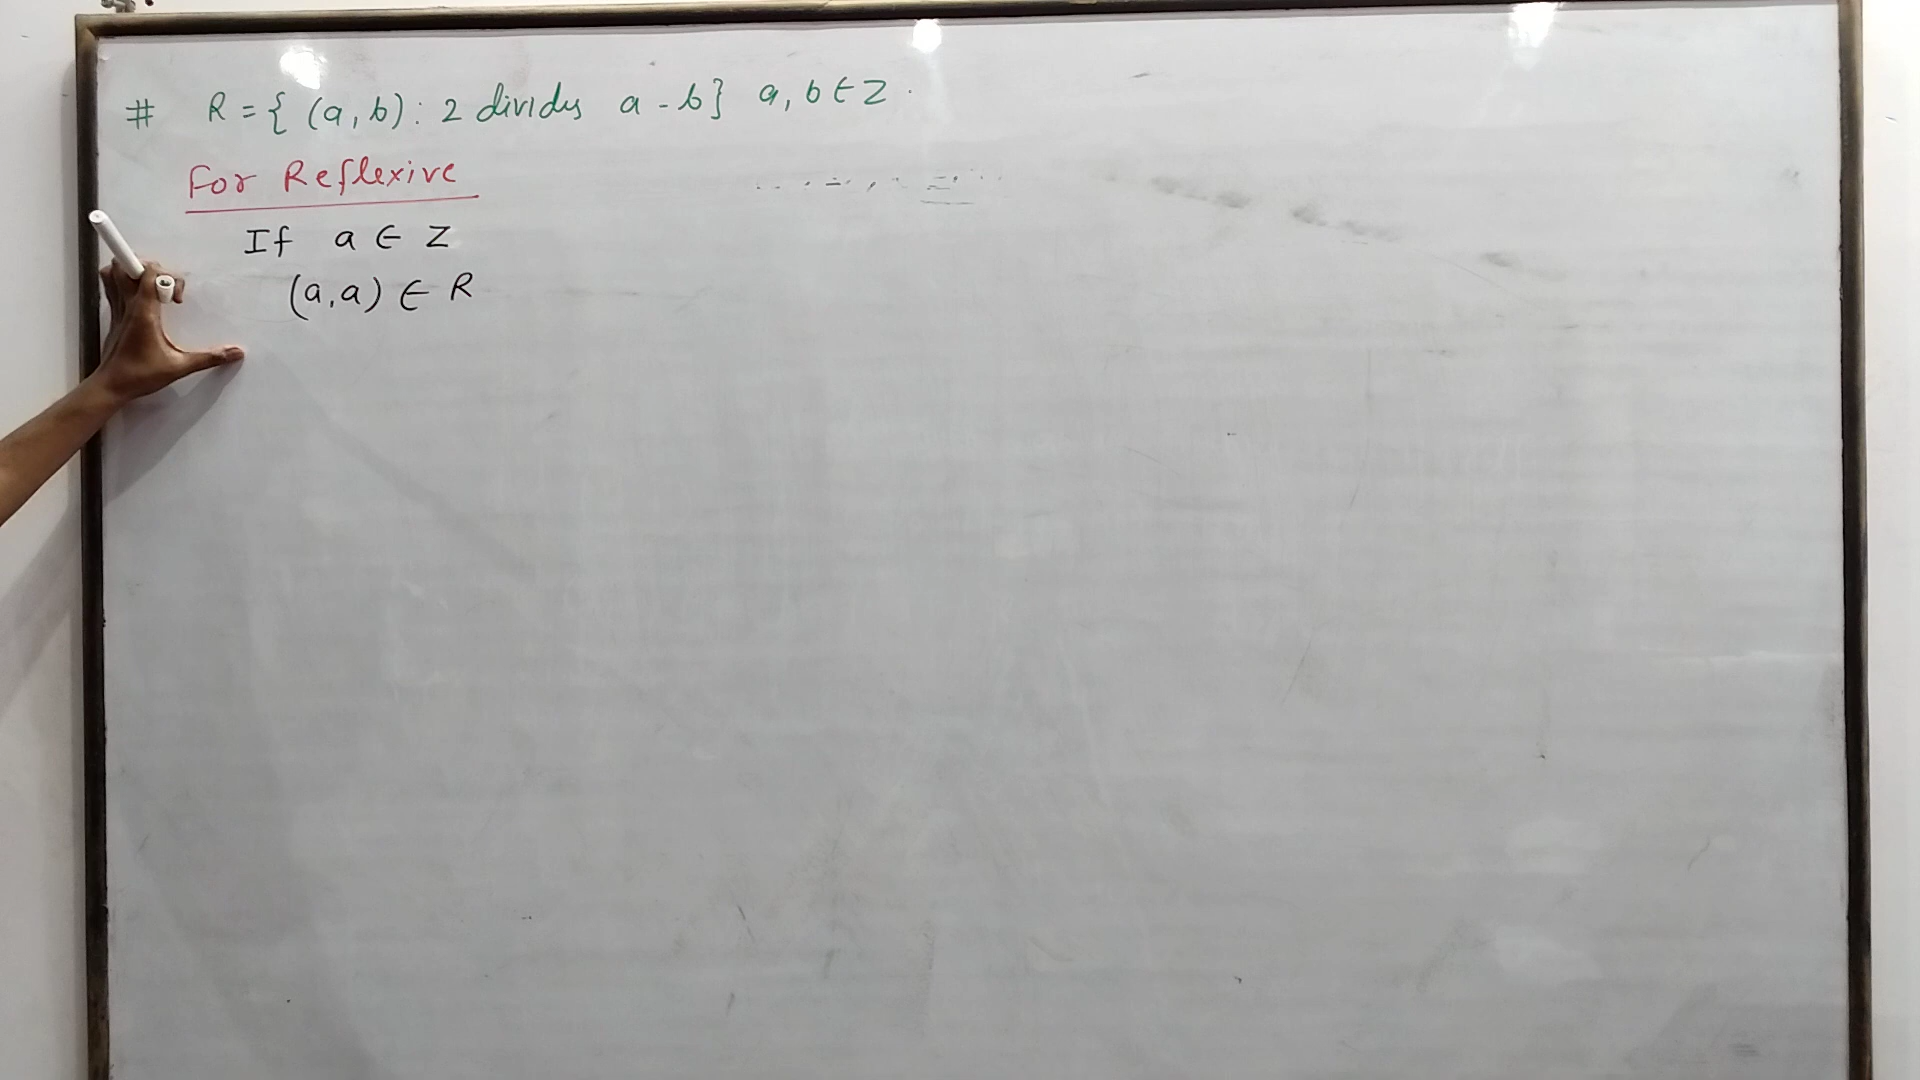 # R = { (a, b) : 2 divides a - b} a, b ∈ Z .
For Reflexive
If a ∈ Z
(a, a) ∈ R